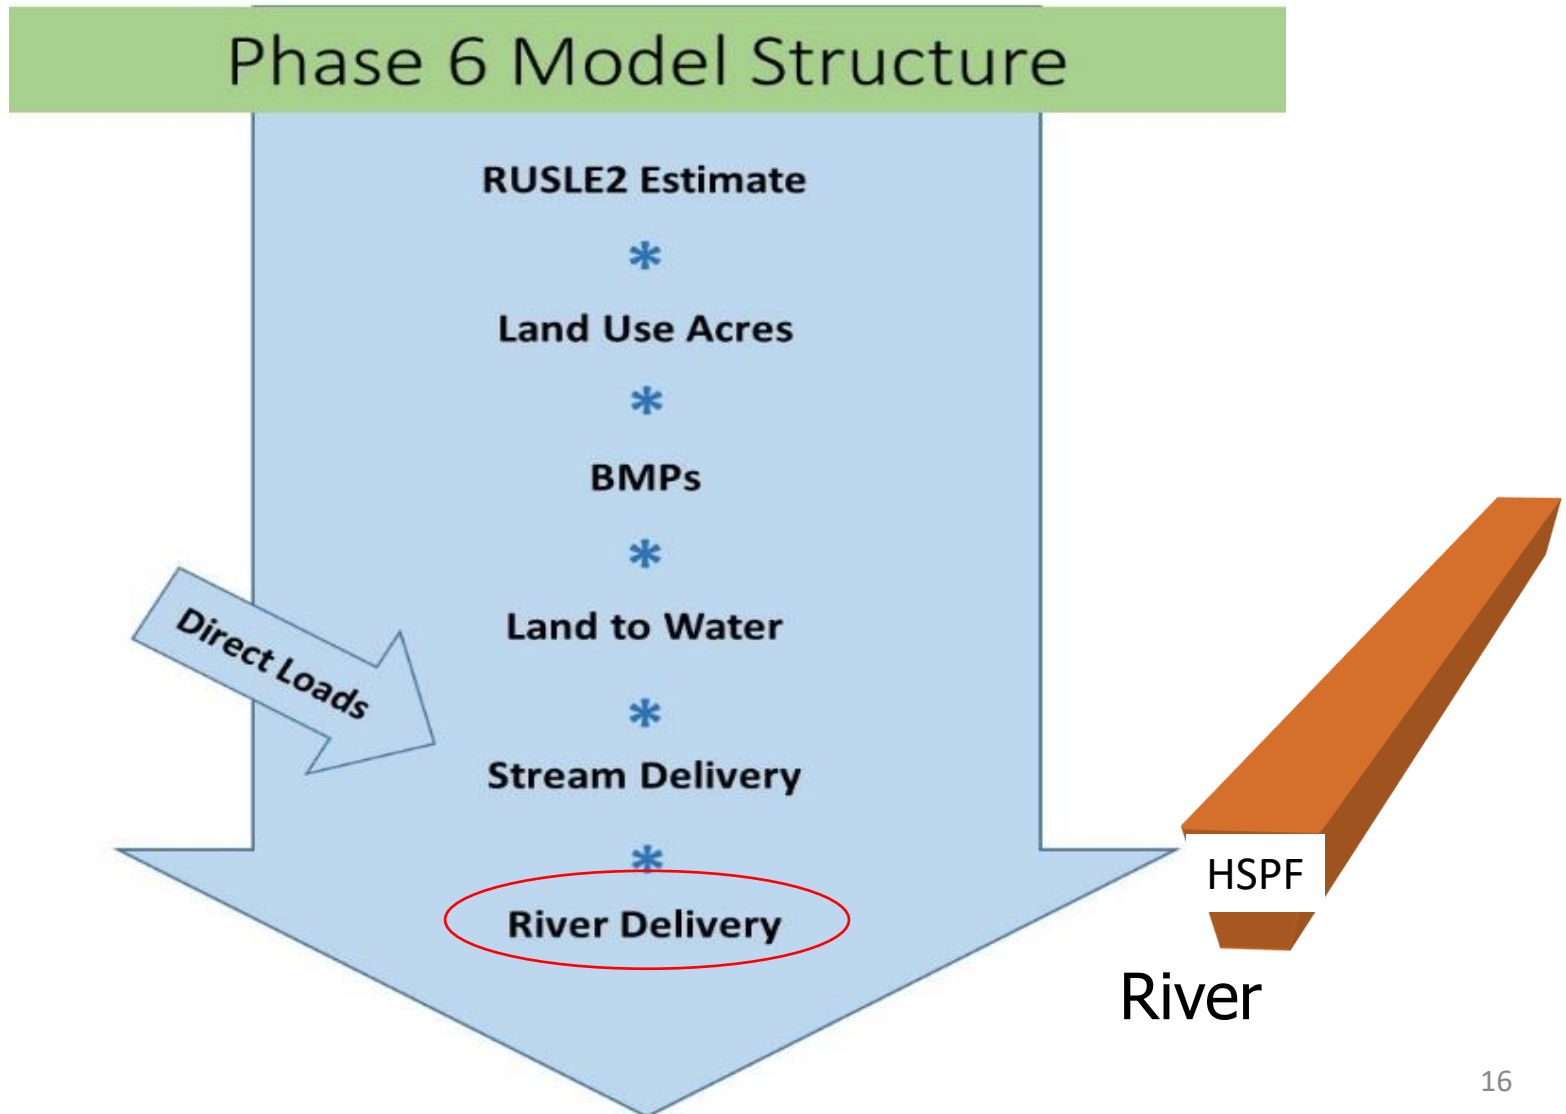 Phase 6 Model Structure
RUSLE2 Estimate
*
Land Use Acres
*
BMPs
*
Land to Water
*
Direct Loads
Stream Delivery
*
River Delivery
HSPF
River
16